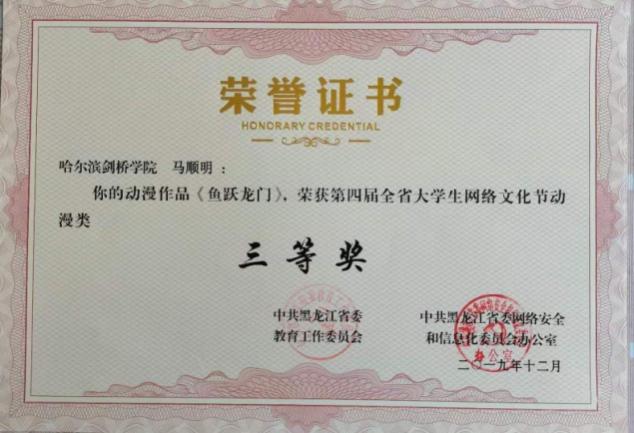 荣誉证书
HONORARY CREDENTIAL
哈尔滨剑桥学院 马顺明：
你的动漫作品《鱼跃龙门》，荣获第四届全省大学生网络文化节动
漫类
三等奖
中共黑龙江省委
教育工作委员会
中共黑龙江省委网络安全
和信息化委员会办公室
办公室
二〇一九年十二月